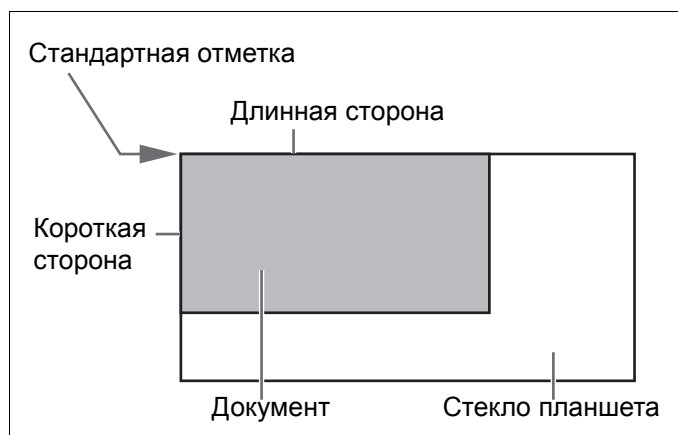 Стандартная отметка
Длинная сторона
Короткая
сторона
Документ
Стекло планшета